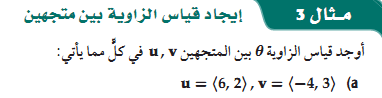 مثال 3 إيجاد قياس الزاوية بين متجهين
أوجد قياس الزاوية θ بين المتجهين u , v في كلٍّ مما يأتي:
u = ⟨6, 2⟩ , v = ⟨−4, 3⟩ (a